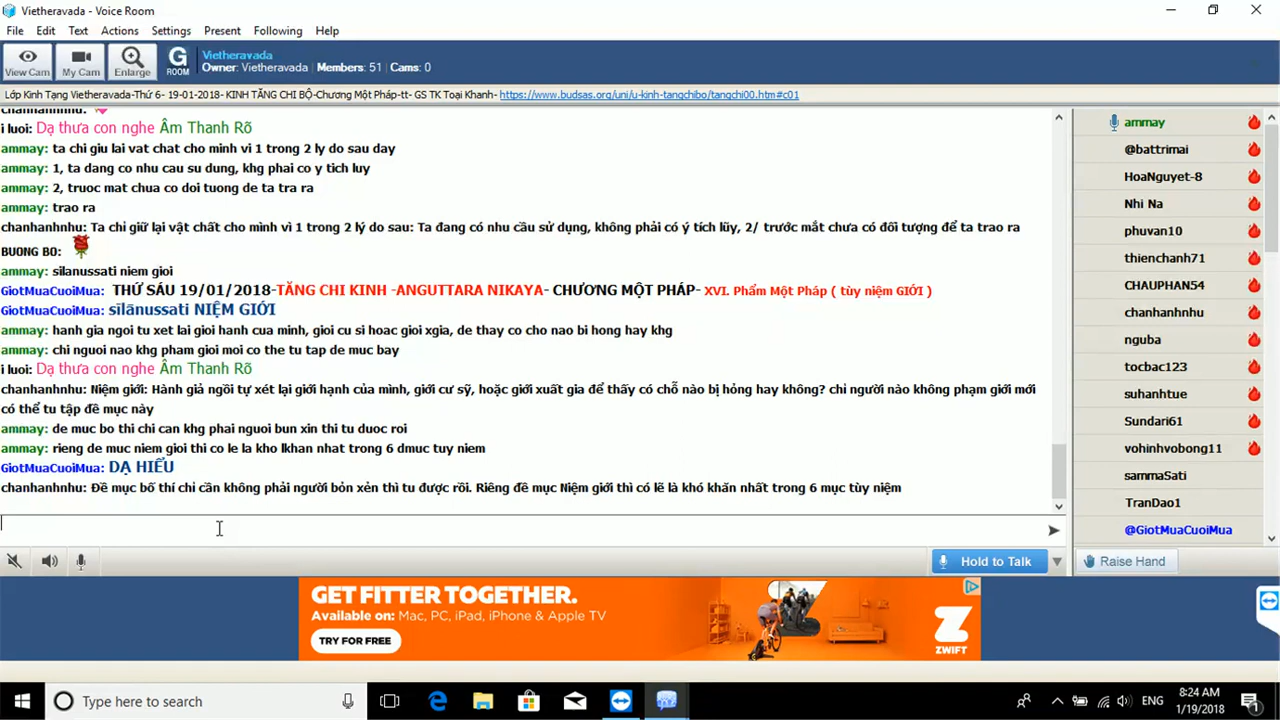 Vietheravada - Voice Room
File Edit Text Actions Settings Present Following Help
View Cam
My Cam
Enlarge
G ROOM
Vietheravada
Owner: Vietheravada Members: 51 Cams: 0
Lớp Kinh Tạng Vietheravada-Thứ 6- 19-01-2018- KINH TĂNG CHI BỘ-Chương Một Pháp-tt- GS TK Toại Khanh- https://www.budsas.org/uni/u-kinh-tangchibo/tangchi00.htm#c01
chanhanhnhu:
i luoi: Dạ thưa con nghe Âm Thanh Rõ
ammay: ta chi giu lai vat chat cho minh vi 1 trong 2 ly do sau day
ammay: 1, ta dang co nhu cau su dung, khg phai co y tich luy
ammay: 2, truoc mat chua co doi tuong de ta tra ra
ammay: trao ra
chanhanhnhu: Ta chỉ giữ lại vật chất cho mình vì 1 trong 2 lý do sau: Ta đang có nhu cầu sử dụng, không phải có ý tích lũy, 2/ trước mắt chưa có đối tượng để ta trao ra
BUONG BO:
ammay: silanussati niem gioi
GiotMuaCuoiMua: THỨ SÁU 19/01/2018-TĂNG CHI KINH -ANGUTTARA NIKAYA- CHƯƠNG MỘT PHÁP- XVI. Phẩm Một Pháp ( tùy niệm GIỚI )
GiotMuaCuoiMua: sīlānussati NIỆM GIỚI
ammay: hanh gia ngoi tu xet lai gioi hanh cua minh, gioi cu si hoac gioi xgia, de thay co cho nao bi hong hay khg
ammay: chi nguoi nao khg pham gioi moi co the tu tap de muc bay
i luoi: Dạ thưa con nghe Âm Thanh Rõ
chanhanhnhu: Niệm giới: Hành giả ngồi tự xét lại giới hạnh của mình, giới cư sỹ, hoặc giới xuất gia để thấy có chỗ nào bị hỏng hay không? chỉ người nào không phạm giới mới
có thể tu tập đề mục này
ammay: de muc bo thi chi can khg phai nguoi bun xin thi tu duoc roi
ammay: rieng de muc niem gioi thi co le la kho lkhan nhat trong 6 dmuc tuy niem
GiotMuaCuoiMua: DẠ HIỂU
chanhanhnhu: Đề mục bố thí chỉ cần không phải người bỏn xẻn thì tu được rồi. Riêng đề mục Niệm giới thì có lẽ là khó khăn nhất trong 6 mục tùy niệm
ammay
@battrimai
HoaNguyet-8
Nhi Na
phuvan10
thienchanh71
CHAUPHAN54
chanhanhnhu
nguba
tocbac123
suhanhtue
Sundari61
vohinhvobong11
sammaSati
TranDao1
@GiotMuaCuoiMua
Hold to Talk
Raise Hand
GET FITTER TOGETHER.
Available on: Mac, PC, iPad, iPhone & Apple TV
TRY FOR FREE
ZWIFT
Type here to search
ENG
8:24 AM
1/19/2018
1